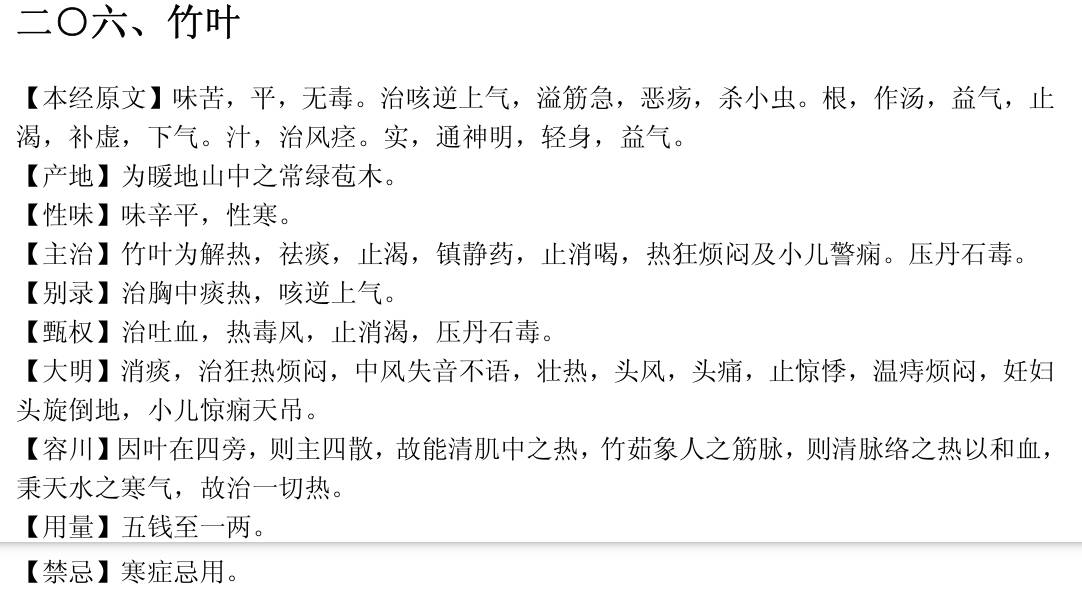 二〇六、竹叶
【本经原文】味苦，平，无毒。治咳逆上气，溢筋急，恶疡，杀小虫。根，作汤，益气，止
渴，补虚，下气。汁，治风痉。实，通神明，轻身，益气。
【产地】为暖地山中之常绿苞木。
【性味】味辛平，性寒。
【主治】竹叶为解热，祛痰，止渴，镇静药，止消喝，热狂烦闷及小儿警痫。压丹石毒。
【别录】治胸中痰热，咳逆上气。
【甄权】治吐血，热毒风，止消渴，压丹石毒。
【大明】消痰，治狂热烦闷，中风失音不语，壮热，头风，头痛，止惊悸，温痔烦闷，妊妇
头旋倒地，小儿惊痫天吊。
【容川】因叶在四旁，则主四散，故能清肌中之热，竹茹象人之筋脉，则清脉络之热以和血，
秉天水之寒气，故治一切热。
【用量】五钱至一两。
【禁忌】寒症忌用。